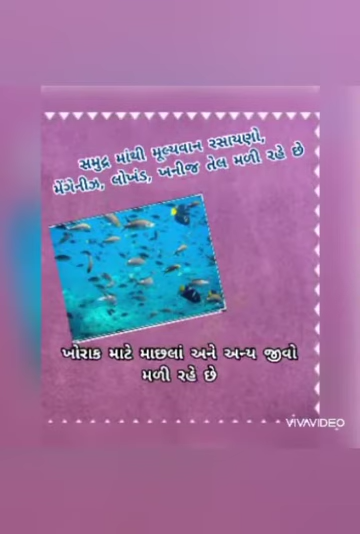 સમુદ્ર માંથી મૂલ્યવાન રસાયણો,
મેંગેનીઝ, લોખંડ, ખનીજ તેલ મળી રહે છે
ખોરાક માટે માછલાં અને અન્ય જીવો
મળી રહે છે
VIVAVIDEO